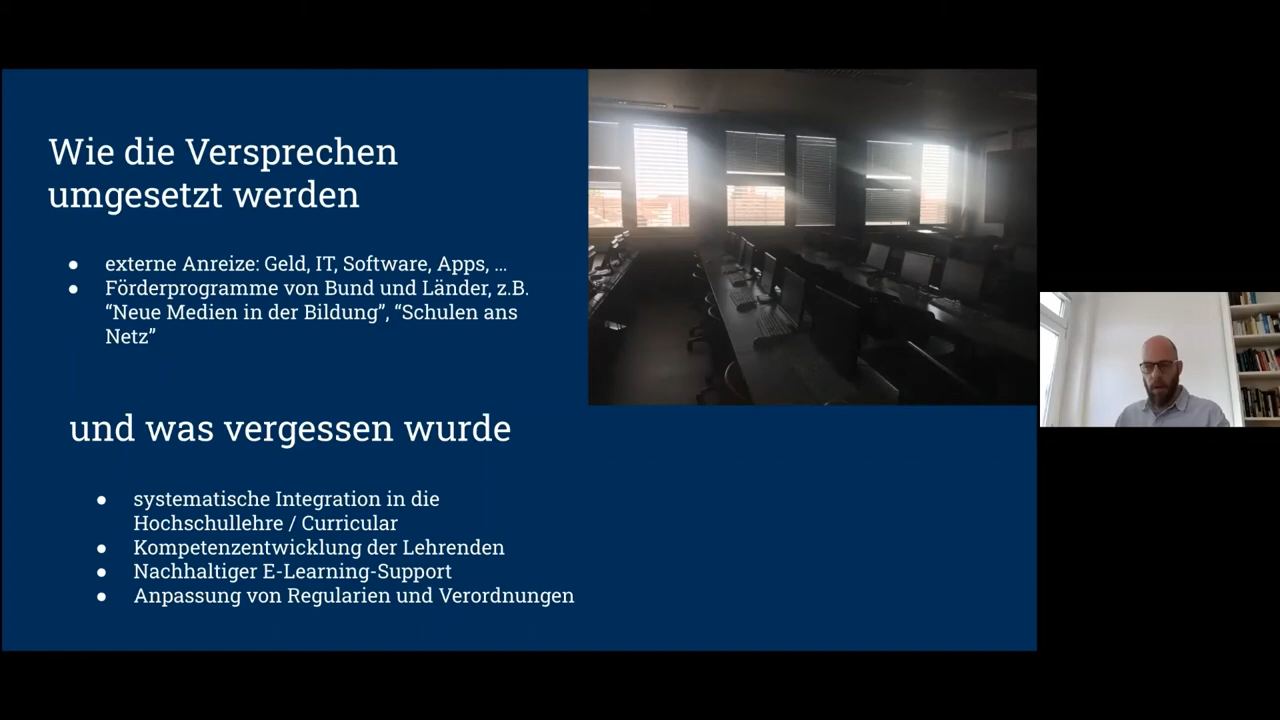 Wie die Versprechen
umgesetzt werden
● externe Anreize: Geld, IT, Software, Apps, ...
● Förderprogramme von Bund und Länder, z.B.
“Neue Medien in der Bildung”, “Schulen ans
Netz”
und was vergessen wurde
● systematische Integration in die
Hochschullehre / Curricular
● Kompetenzentwicklung der Lehrenden
● Nachhaltiger E-Learning-Support
● Anpassung von Regularien und Verordnungen